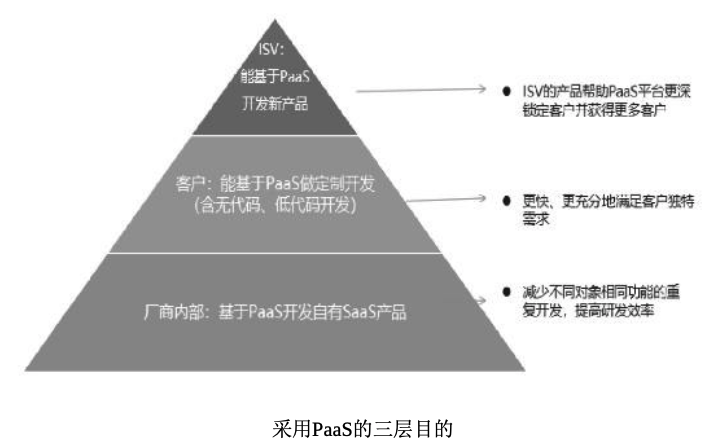 ISV：
能基于PaaS
开发新产品
● ISV的产品帮助PaaS平台更深
锁定客户并获得更多客户
客户：能基于PaaS做定制开发
（含无代码、低代码开发）
● 更快、更充分地满足客户独特
需求
厂商内部：基于PaaS开发自有SaaS产品
● 减少不同对象相同功能的重
复开发，提高研发效率
采用PaaS的三层目的